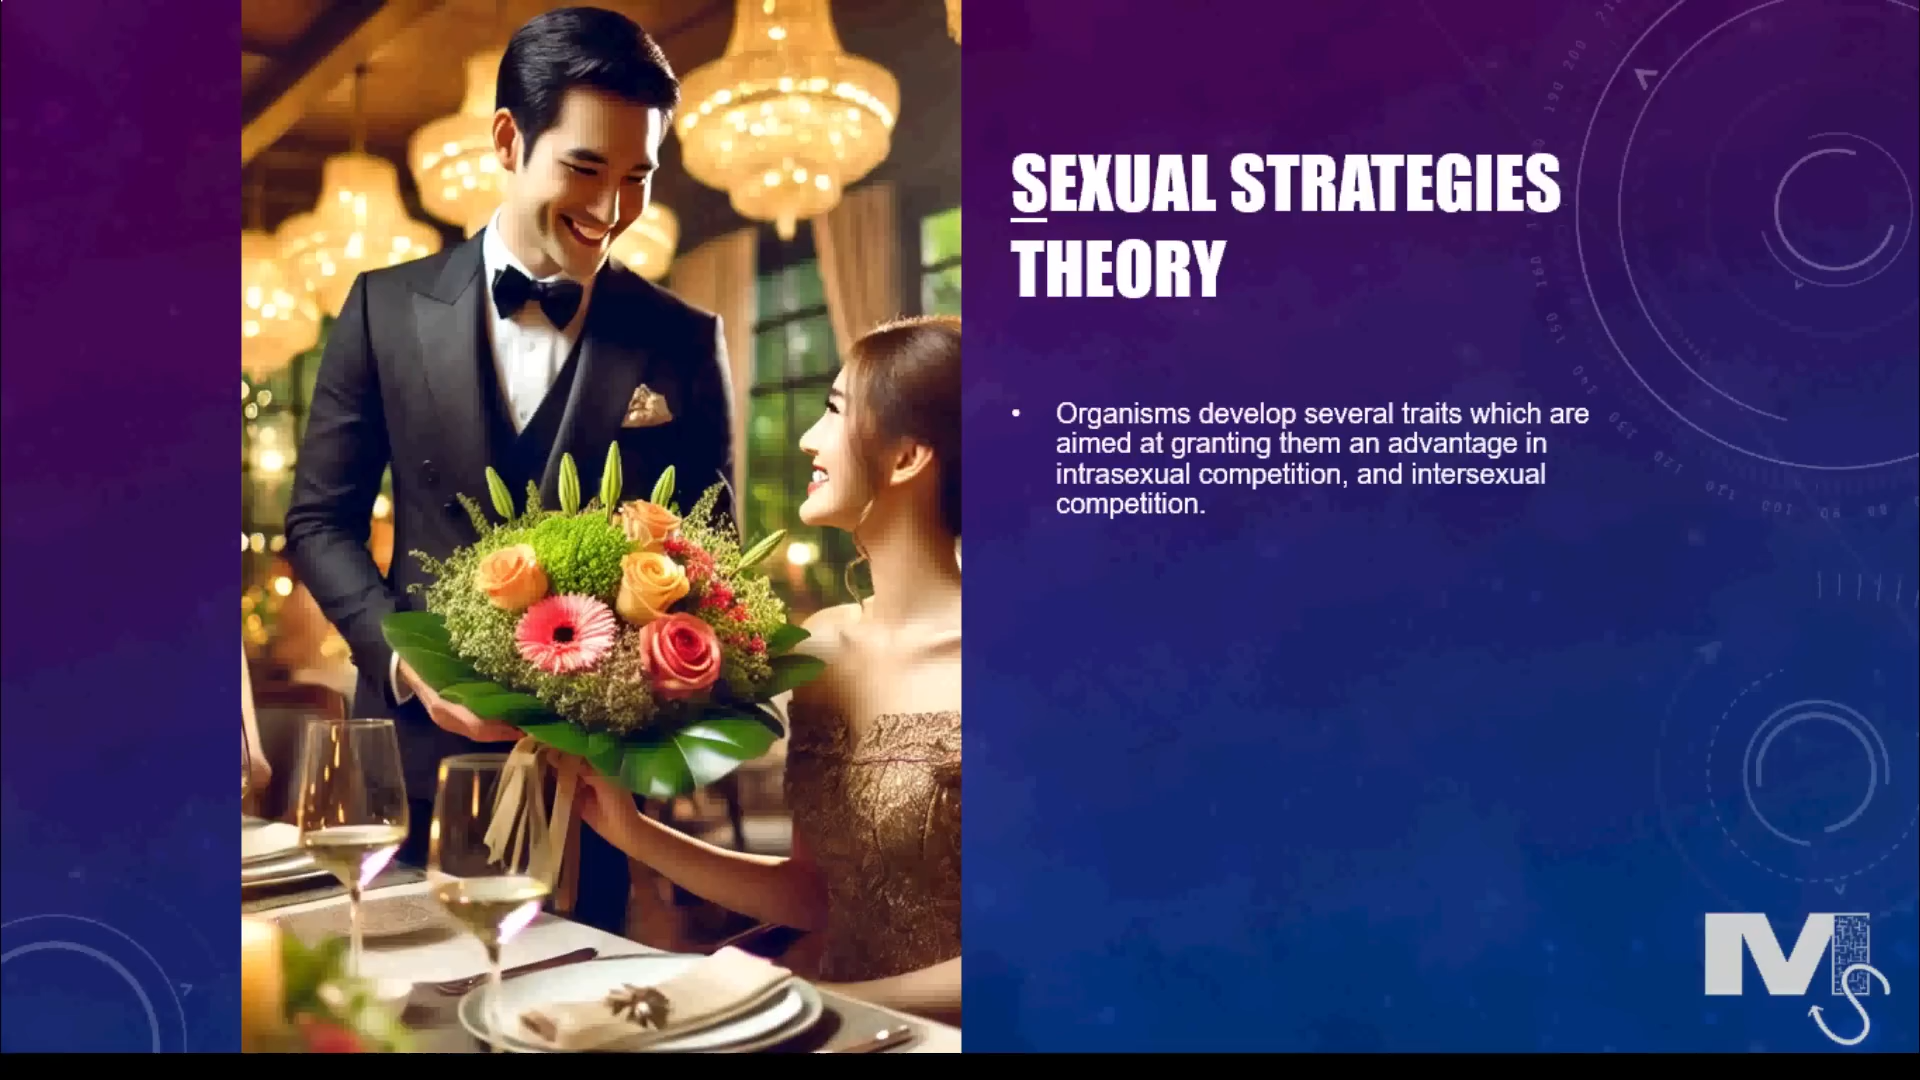 SEXUAL STRATEGIES
THEORY
• Organisms develop several traits which are
aimed at granting them an advantage in
intrasexual competition, and intersexual
competition.
MS